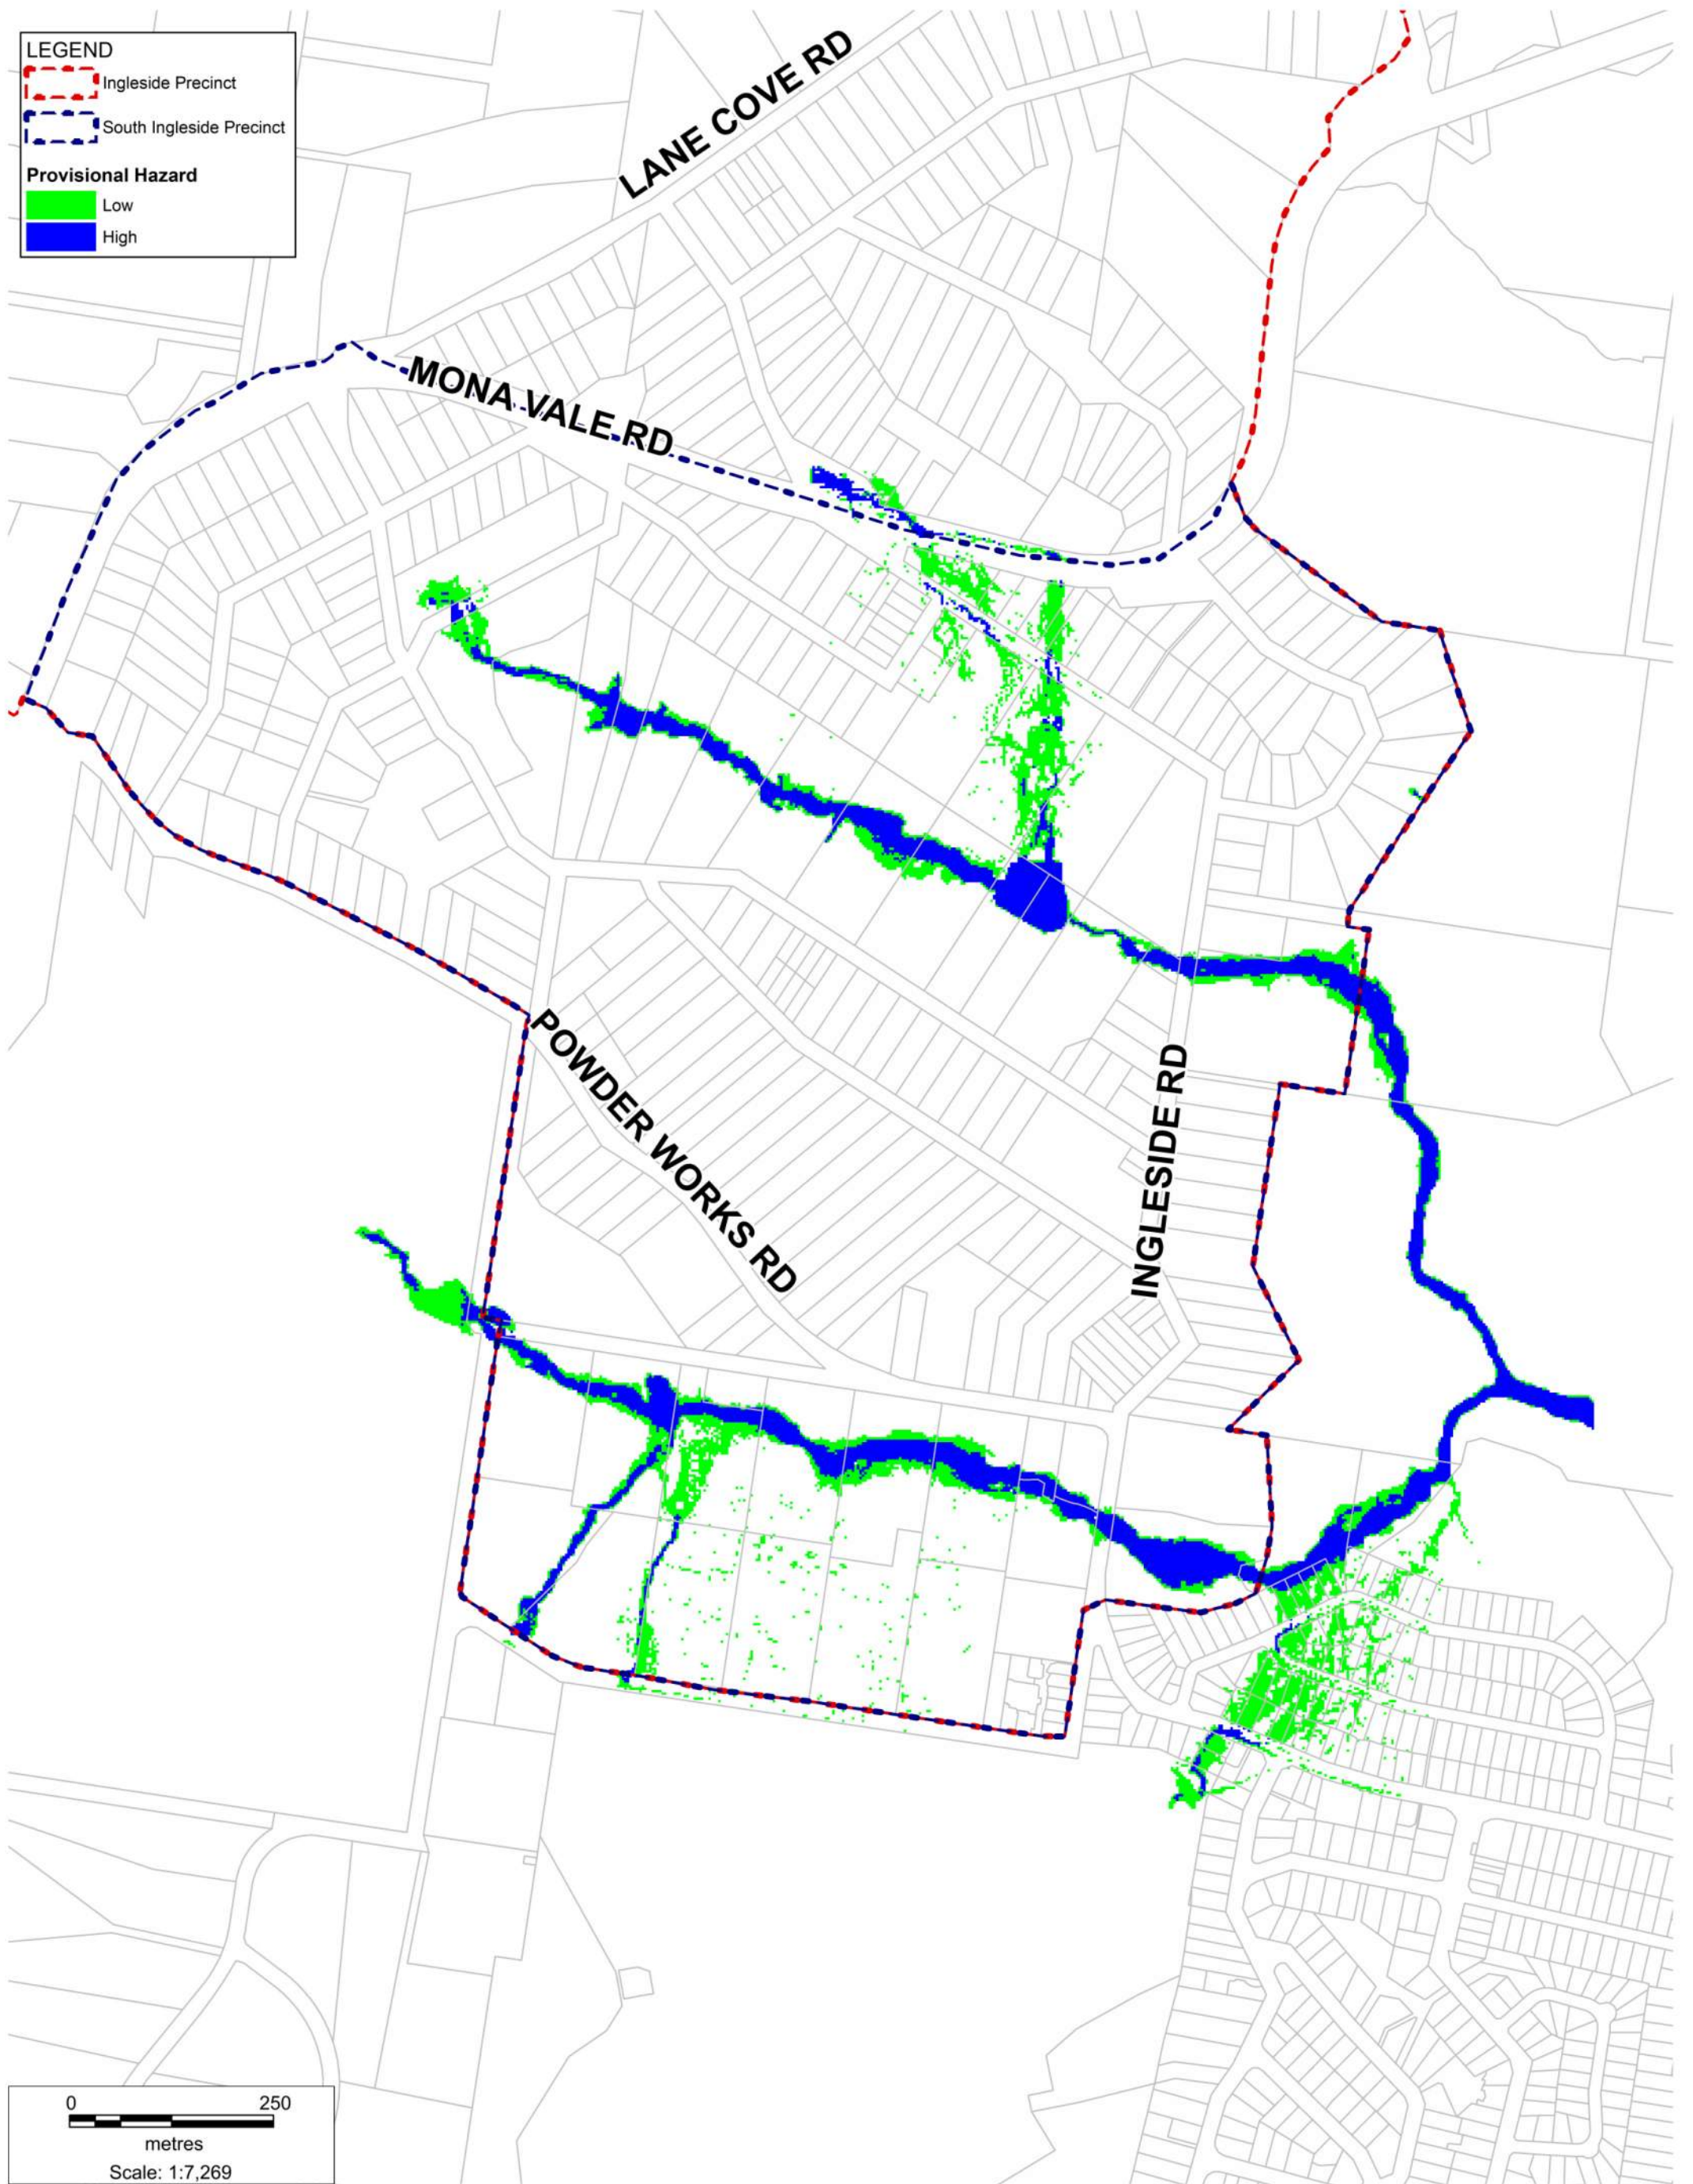 LEGEND
Ingleside Precinct
South Ingleside Precinct
Provisional Hazard
Low
High
LANE COVE RD
MONA VALE RD
POWDER WORKS RD
INGLESIDE RD
0 250
metres
Scale: 1:7,269